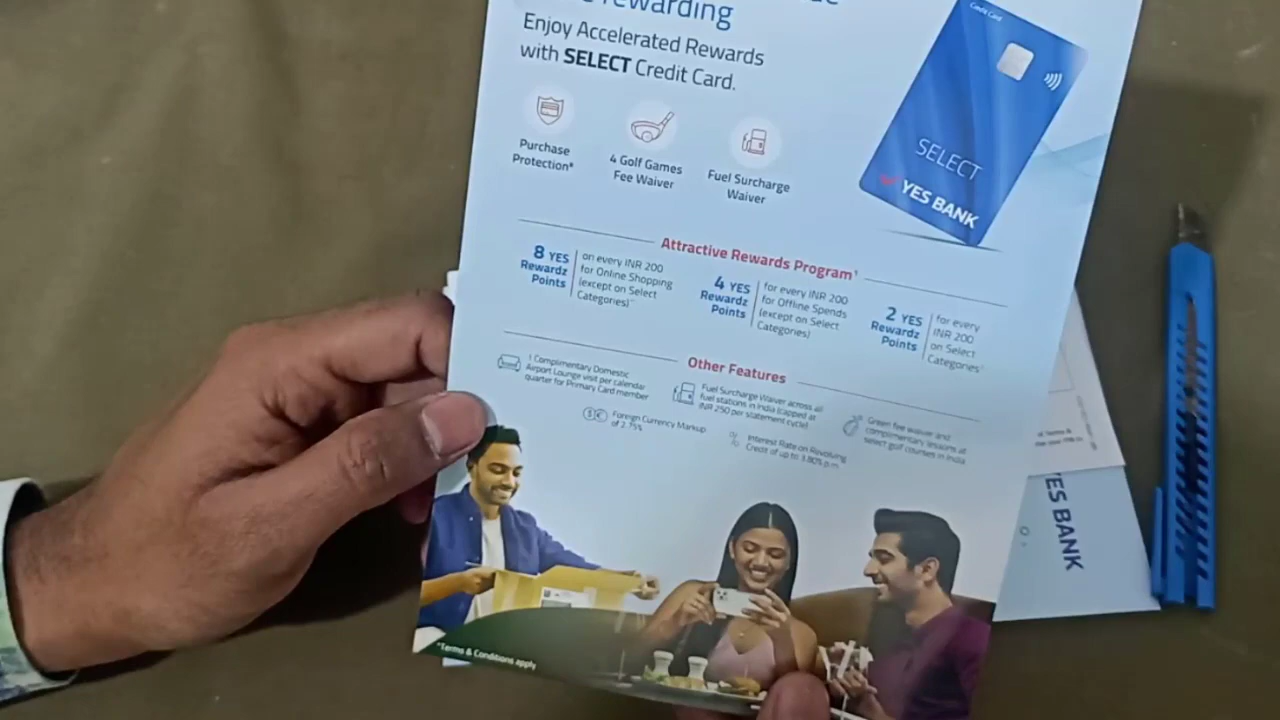 rewarding
Enjoy Accelerated Rewards
with SELECT Credit Card.
Credit Card
SELECT
YES BANK
Purchase
Protection*
4 Golf Games
Fee Waiver
Fuel Surcharge
Waiver
Attractive Rewards Program¹
8 YES
Rewardz
Points
on every INR 200
for Online Shopping
(except on Select
Categories)
4 YES
Rewardz
Points
for every INR 200
for Offline Spends
(except on Select
Categories)
2 YES
Rewardz
Points
for every
INR 200
on Select
Categories
Other Features
¹ Complimentary Domestic
Airport Lounge visit per calendar
quarter for Primary Card member
Fuel Surcharge Waiver across all
fuel stations in India (capped at
INR 250 per statement cycle)
Green fee waiver and
complimentary lessons at
select golf courses in India
Foreign Currency Markup
of 2.75%
Interest Rate on Revolving
Credit of up to 3.80% p.m.
*Terms & Conditions apply
YES BANK